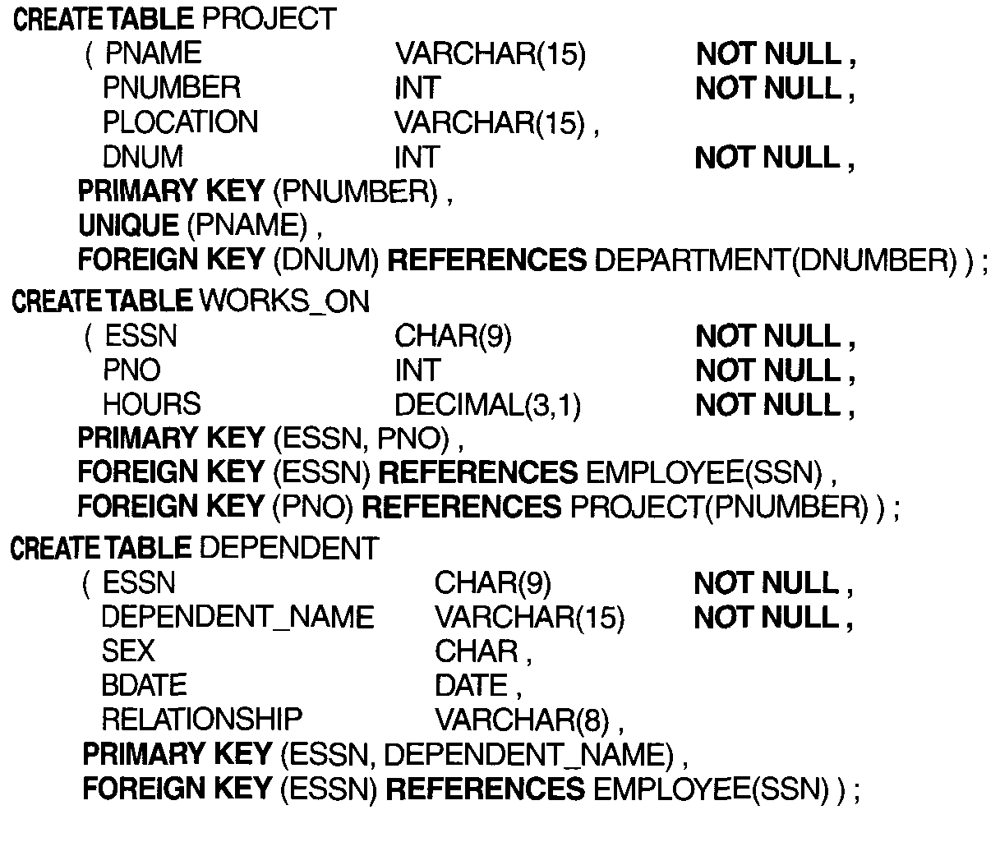 CREATE TABLE PROJECT
( PNAME VARCHAR(15) NOT NULL ,
PNUMBER INT NOT NULL ,
PLOCATION VARCHAR(15) ,
DNUM INT NOT NULL ,
PRIMARY KEY (PNUMBER) ,
UNIQUE (PNAME) ,
FOREIGN KEY (DNUM) REFERENCES DEPARTMENT(DNUMBER) ) ;
CREATE TABLE WORKS_ON
( ESSN CHAR(9) NOT NULL ,
PNO INT NOT NULL ,
HOURS DECIMAL(3,1) NOT NULL ,
PRIMARY KEY (ESSN, PNO) ,
FOREIGN KEY (ESSN) REFERENCES EMPLOYEE(SSN) ,
FOREIGN KEY (PNO) REFERENCES PROJECT(PNUMBER) ) ;
CREATE TABLE DEPENDENT
( ESSN CHAR(9) NOT NULL ,
DEPENDENT_NAME VARCHAR(15) NOT NULL ,
SEX CHAR ,
BDATE DATE ,
RELATIONSHIP VARCHAR(8) ,
PRIMARY KEY (ESSN, DEPENDENT_NAME) ,
FOREIGN KEY (ESSN) REFERENCES EMPLOYEE(SSN) ) ;